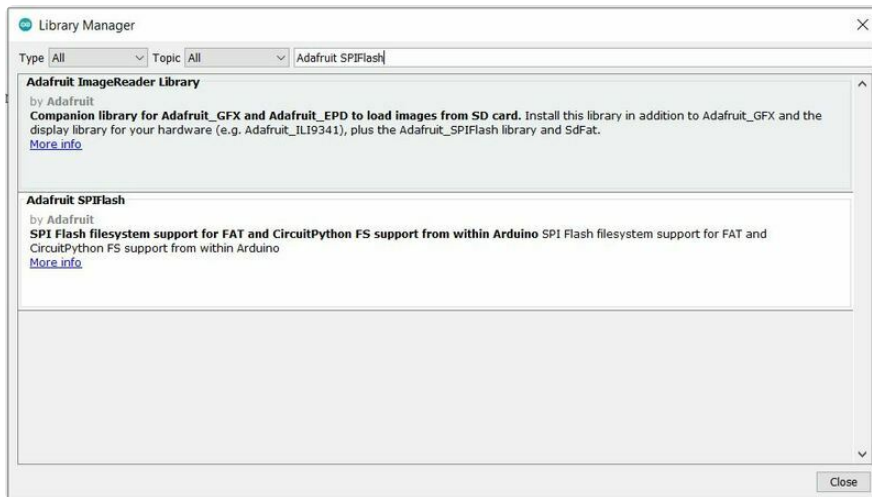 Library Manager
Type All Topic All Adafruit SPIFlash
Adafruit ImageReader Library
by Adafruit
Companion library for Adafruit_GFX and Adafruit_EPD to load images from SD card. Install this library in addition to Adafruit_GFX and the
display library for your hardware (e.g. Adafruit_ILI9341), plus the Adafruit_SPIFlash library and SdFat.
More info
Adafruit SPIFlash
by Adafruit
SPI Flash filesystem support for FAT and CircuitPython FS support from within Arduino SPI Flash filesystem support for FAT and
CircuitPython FS support from within Arduino
More info
Close